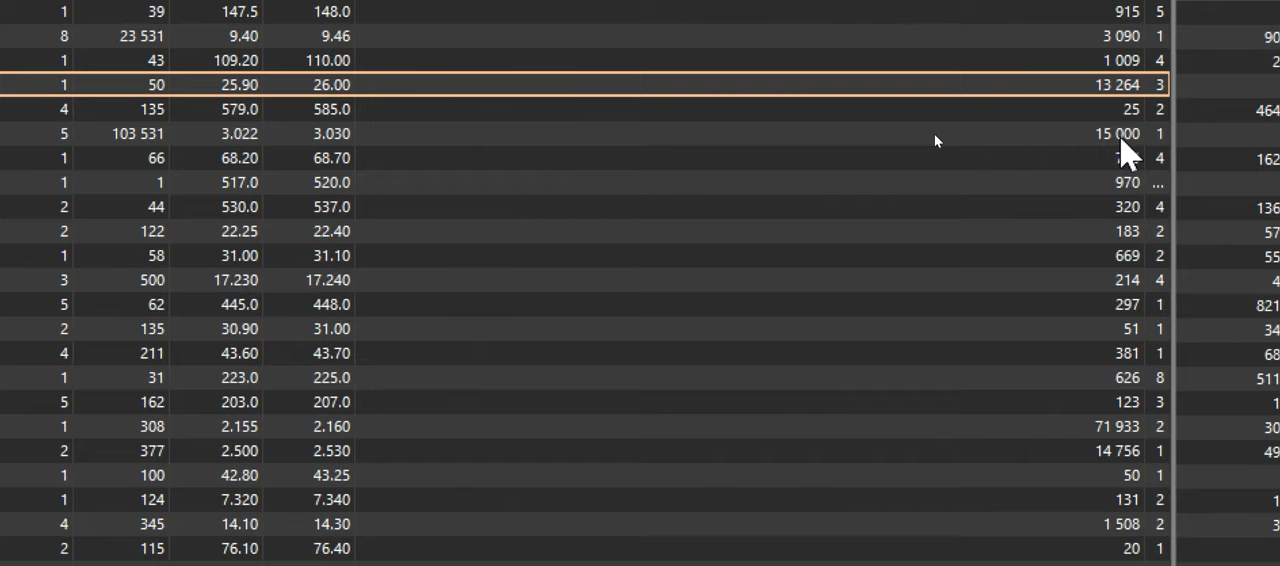 1 39 147.5 148.0 915 5
8 23 531 9.40 9.46 3 090 1 90
1 43 109.20 110.00 1 009 4 2
1 50 25.90 26.00 13 264 3
4 135 579.0 585.0 25 2 464
5 103 531 3.022 3.030 15 000 1
1 66 68.20 68.70 4 162
1 1 517.0 520.0 970 ...
2 44 530.0 537.0 320 4 136
2 122 22.25 22.40 183 2 57
1 58 31.00 31.10 669 2 55
3 500 17.230 17.240 214 4 4
5 62 445.0 448.0 297 1 821
2 135 30.90 31.00 51 1 34
4 211 43.60 43.70 381 1 68
1 31 223.0 225.0 626 8 511
5 162 203.0 207.0 123 3 1
1 308 2.155 2.160 71 933 2 30
2 377 2.500 2.530 14 756 1 49
1 100 42.80 43.25 50 1
1 124 7.320 7.340 131 2 1
4 345 14.10 14.30 1 508 2 3
2 115 76.10 76.40 20 1